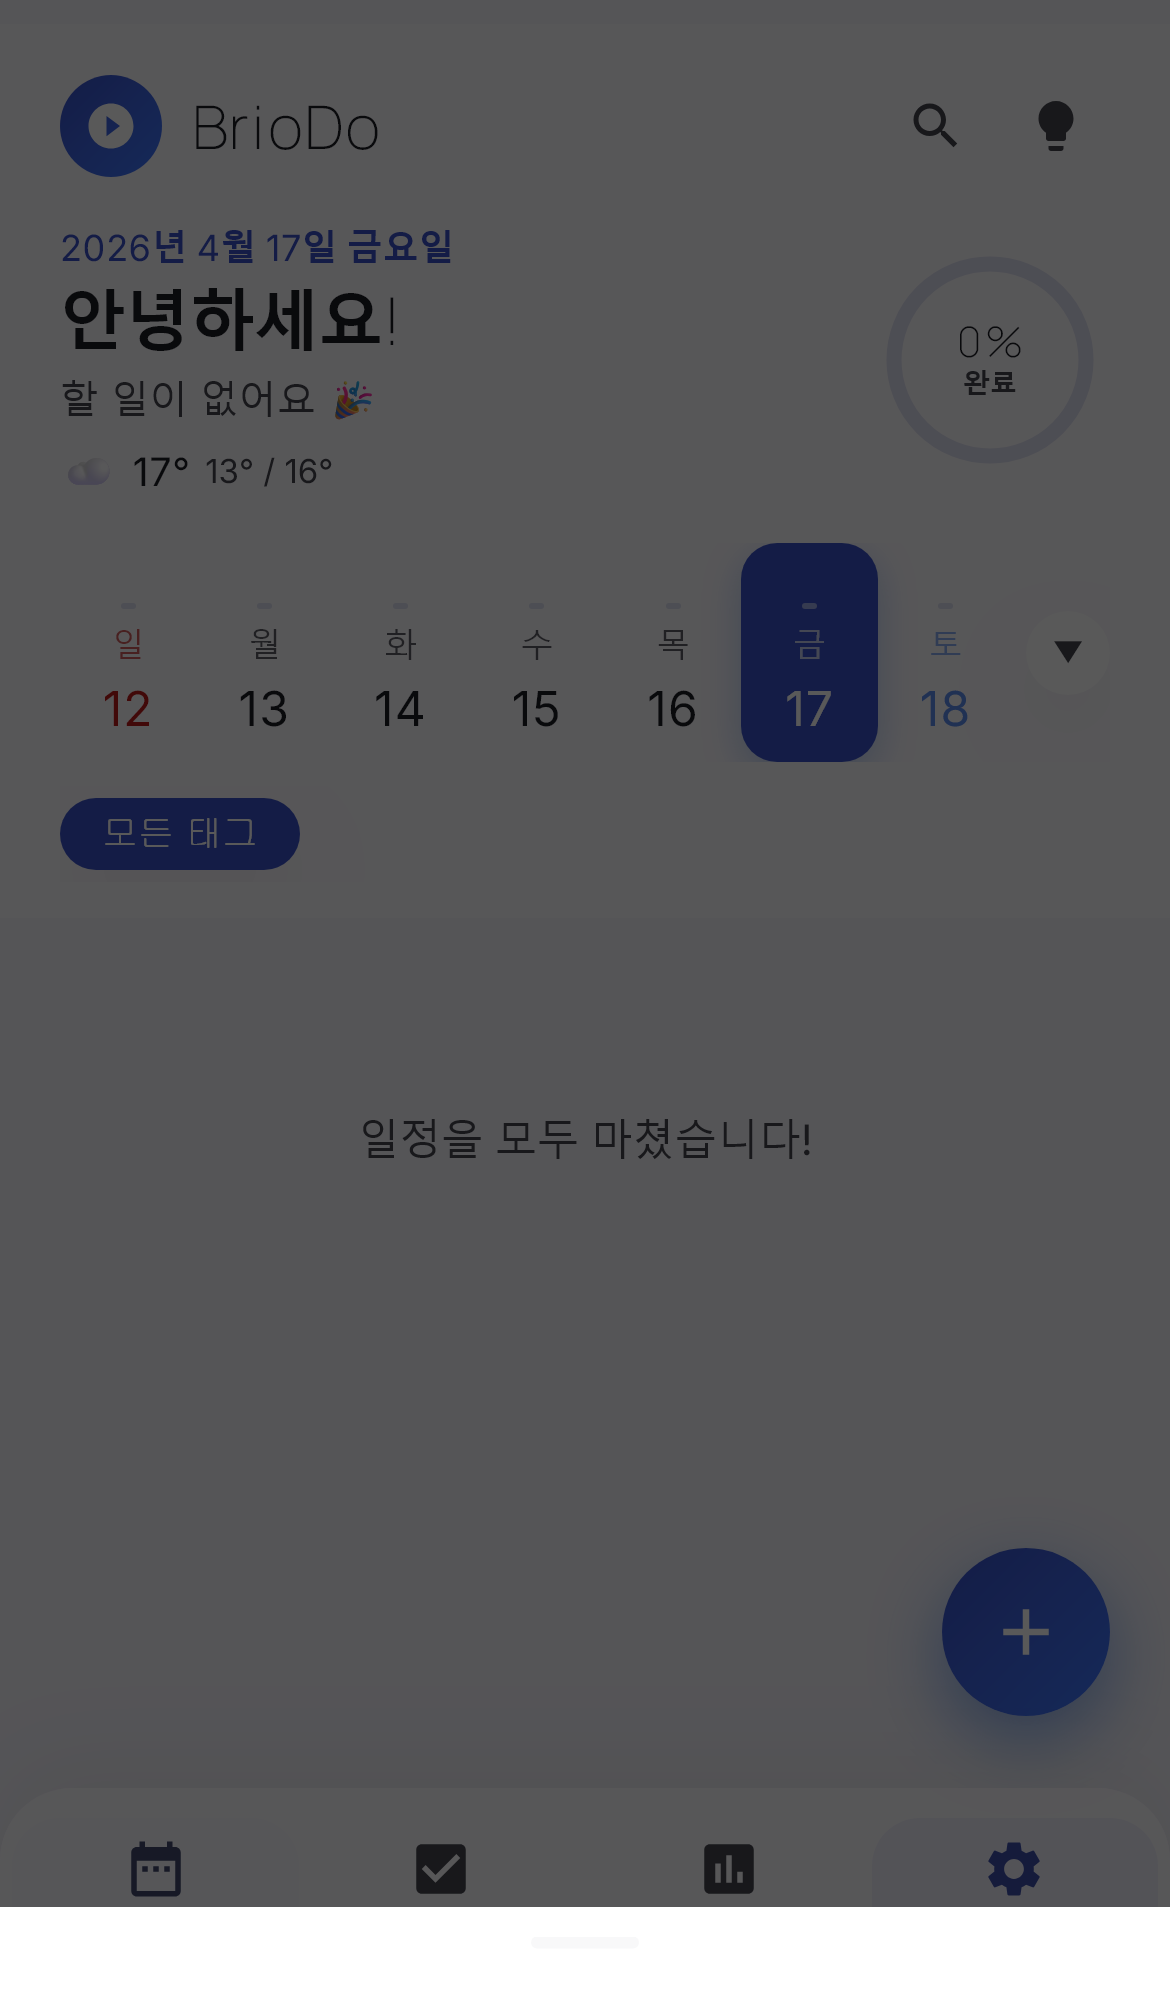 BrioDo
2026년 4월 17일 금요일
안녕하세요!
할 일이 없어요 🎉
17° 13° / 16°
0%
완료
일 월 화 수 목 금 토
12 13 14 15 16 17 18
모든 태그
일정을 모두 마쳤습니다!